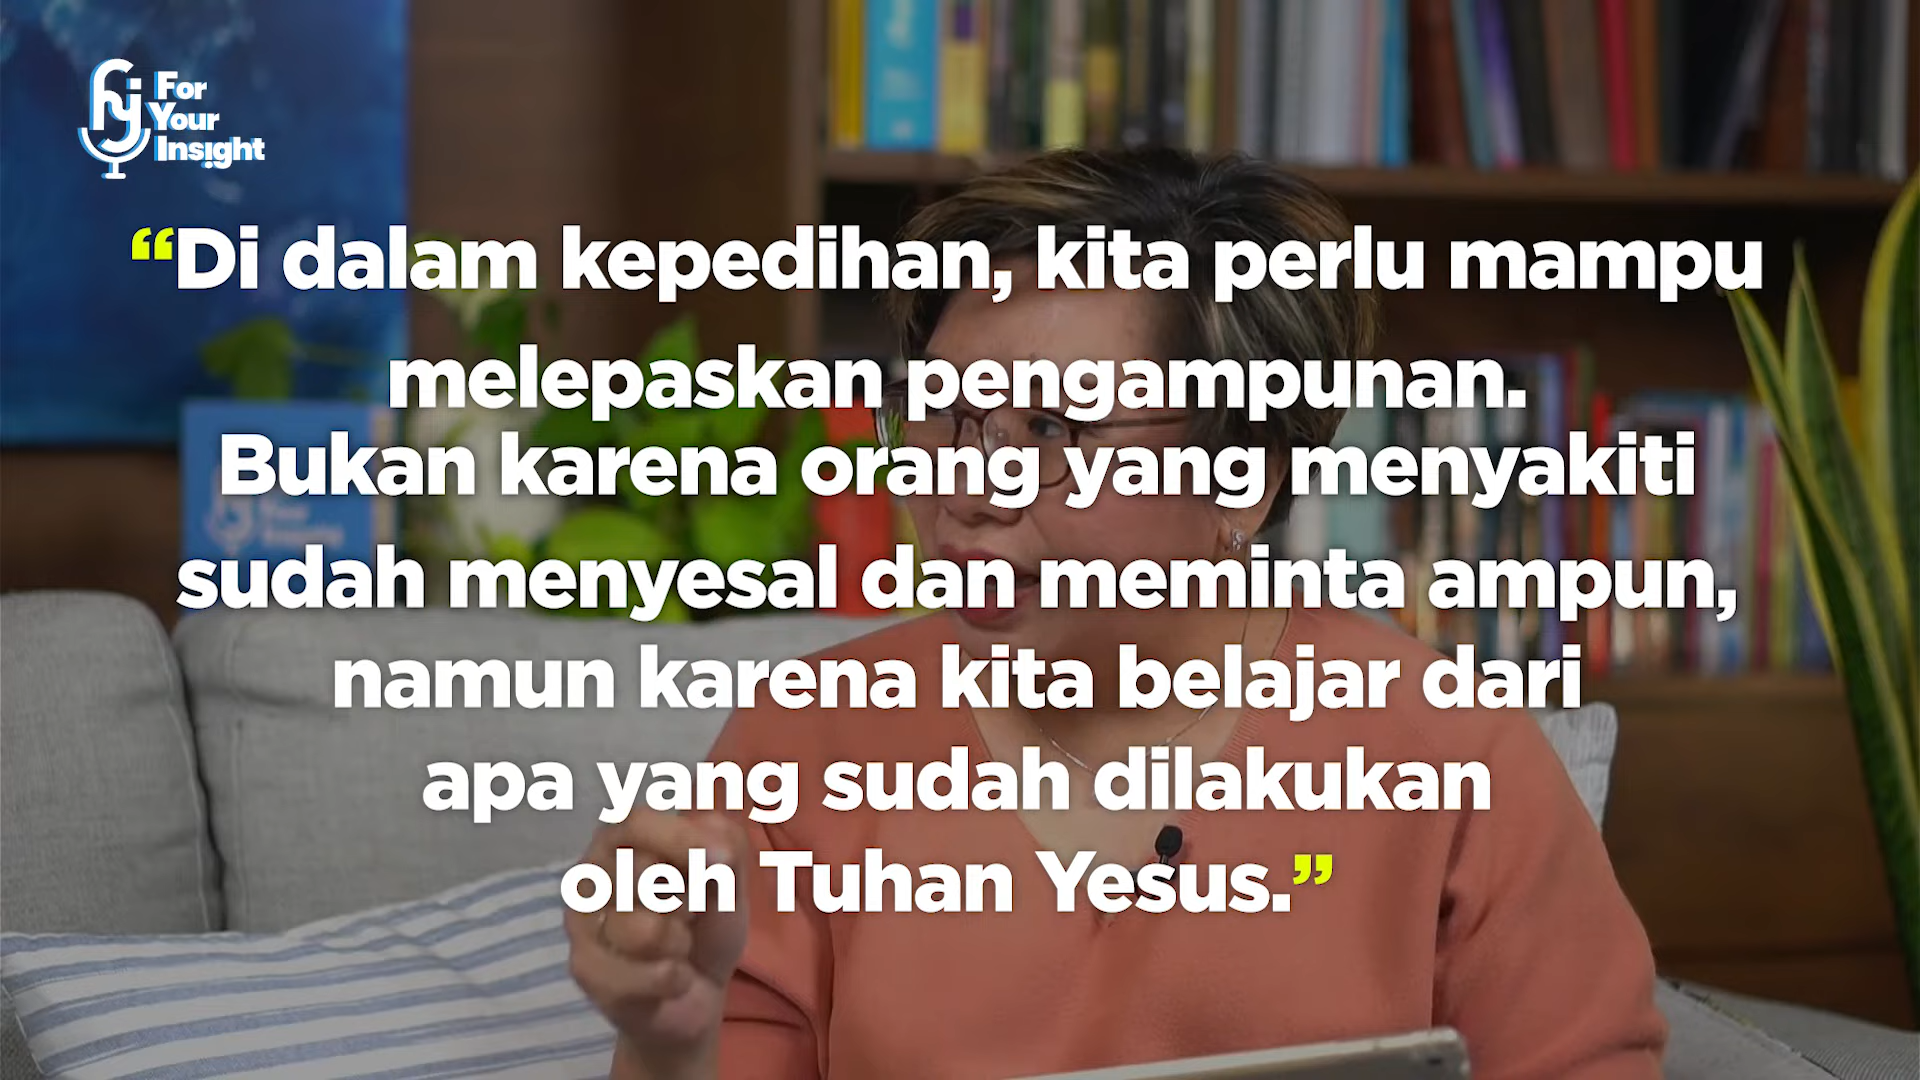 For
Your
Insight
“Di dalam kepedihan, kita perlu mampu
melepaskan pengampunan.
Bukan karena orang yang menyakiti
sudah menyesal dan meminta ampun,
namun karena kita belajar dari
apa yang sudah dilakukan
oleh Tuhan Yesus.”